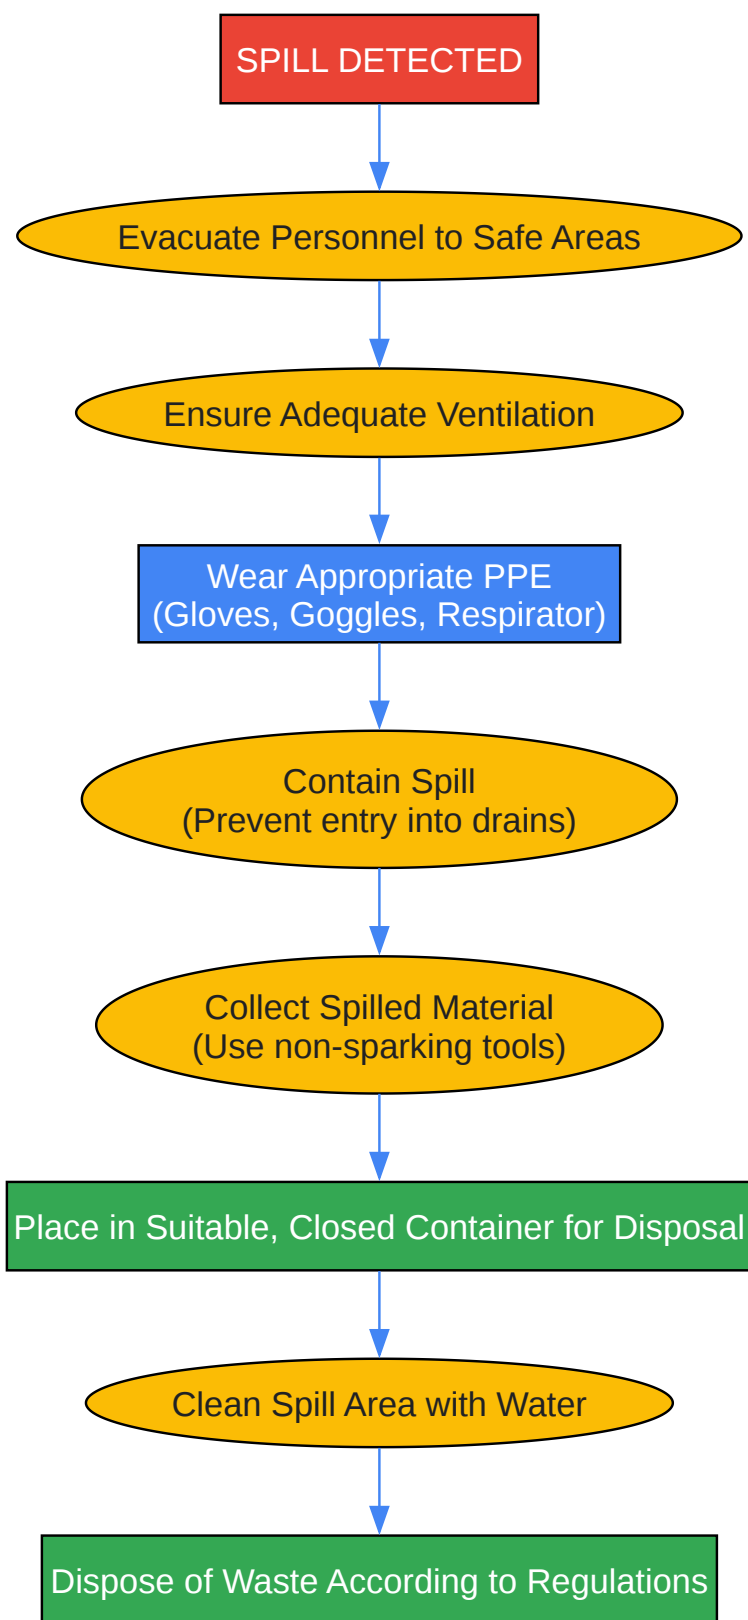 SPILL DETECTED
Evacuate Personnel to Safe Areas
Ensure Adequate Ventilation
Wear Appropriate PPE
(Gloves, Goggles, Respirator)
Contain Spill
(Prevent entry into drains)
Collect Spilled Material
(Use non-sparking tools)
Place in Suitable, Closed Container for Disposal
Clean Spill Area with Water
Dispose of Waste According to Regulations